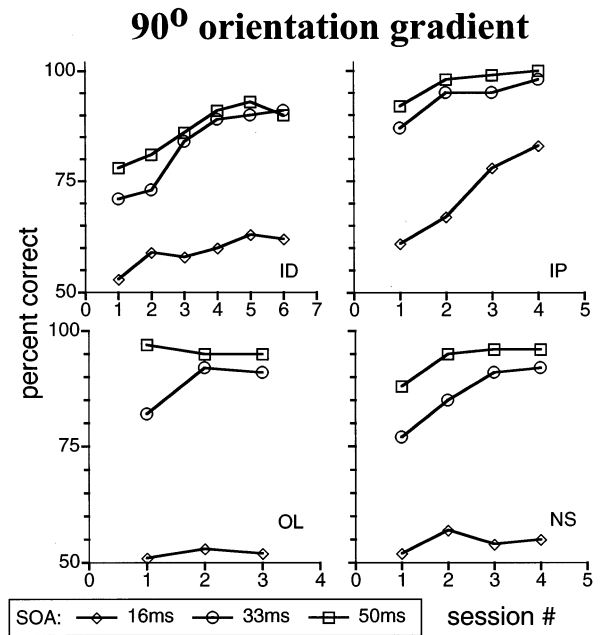 90º orientation gradient
percent correct
100
75
50
0 1 2 3 4 5 6 7
ID
0 1 2 3 4 5
IP
100
75
50
0 1 2 3 4
OL
0 1 2 3 4 5
NS
SOA: 16ms 33ms 50ms
session #